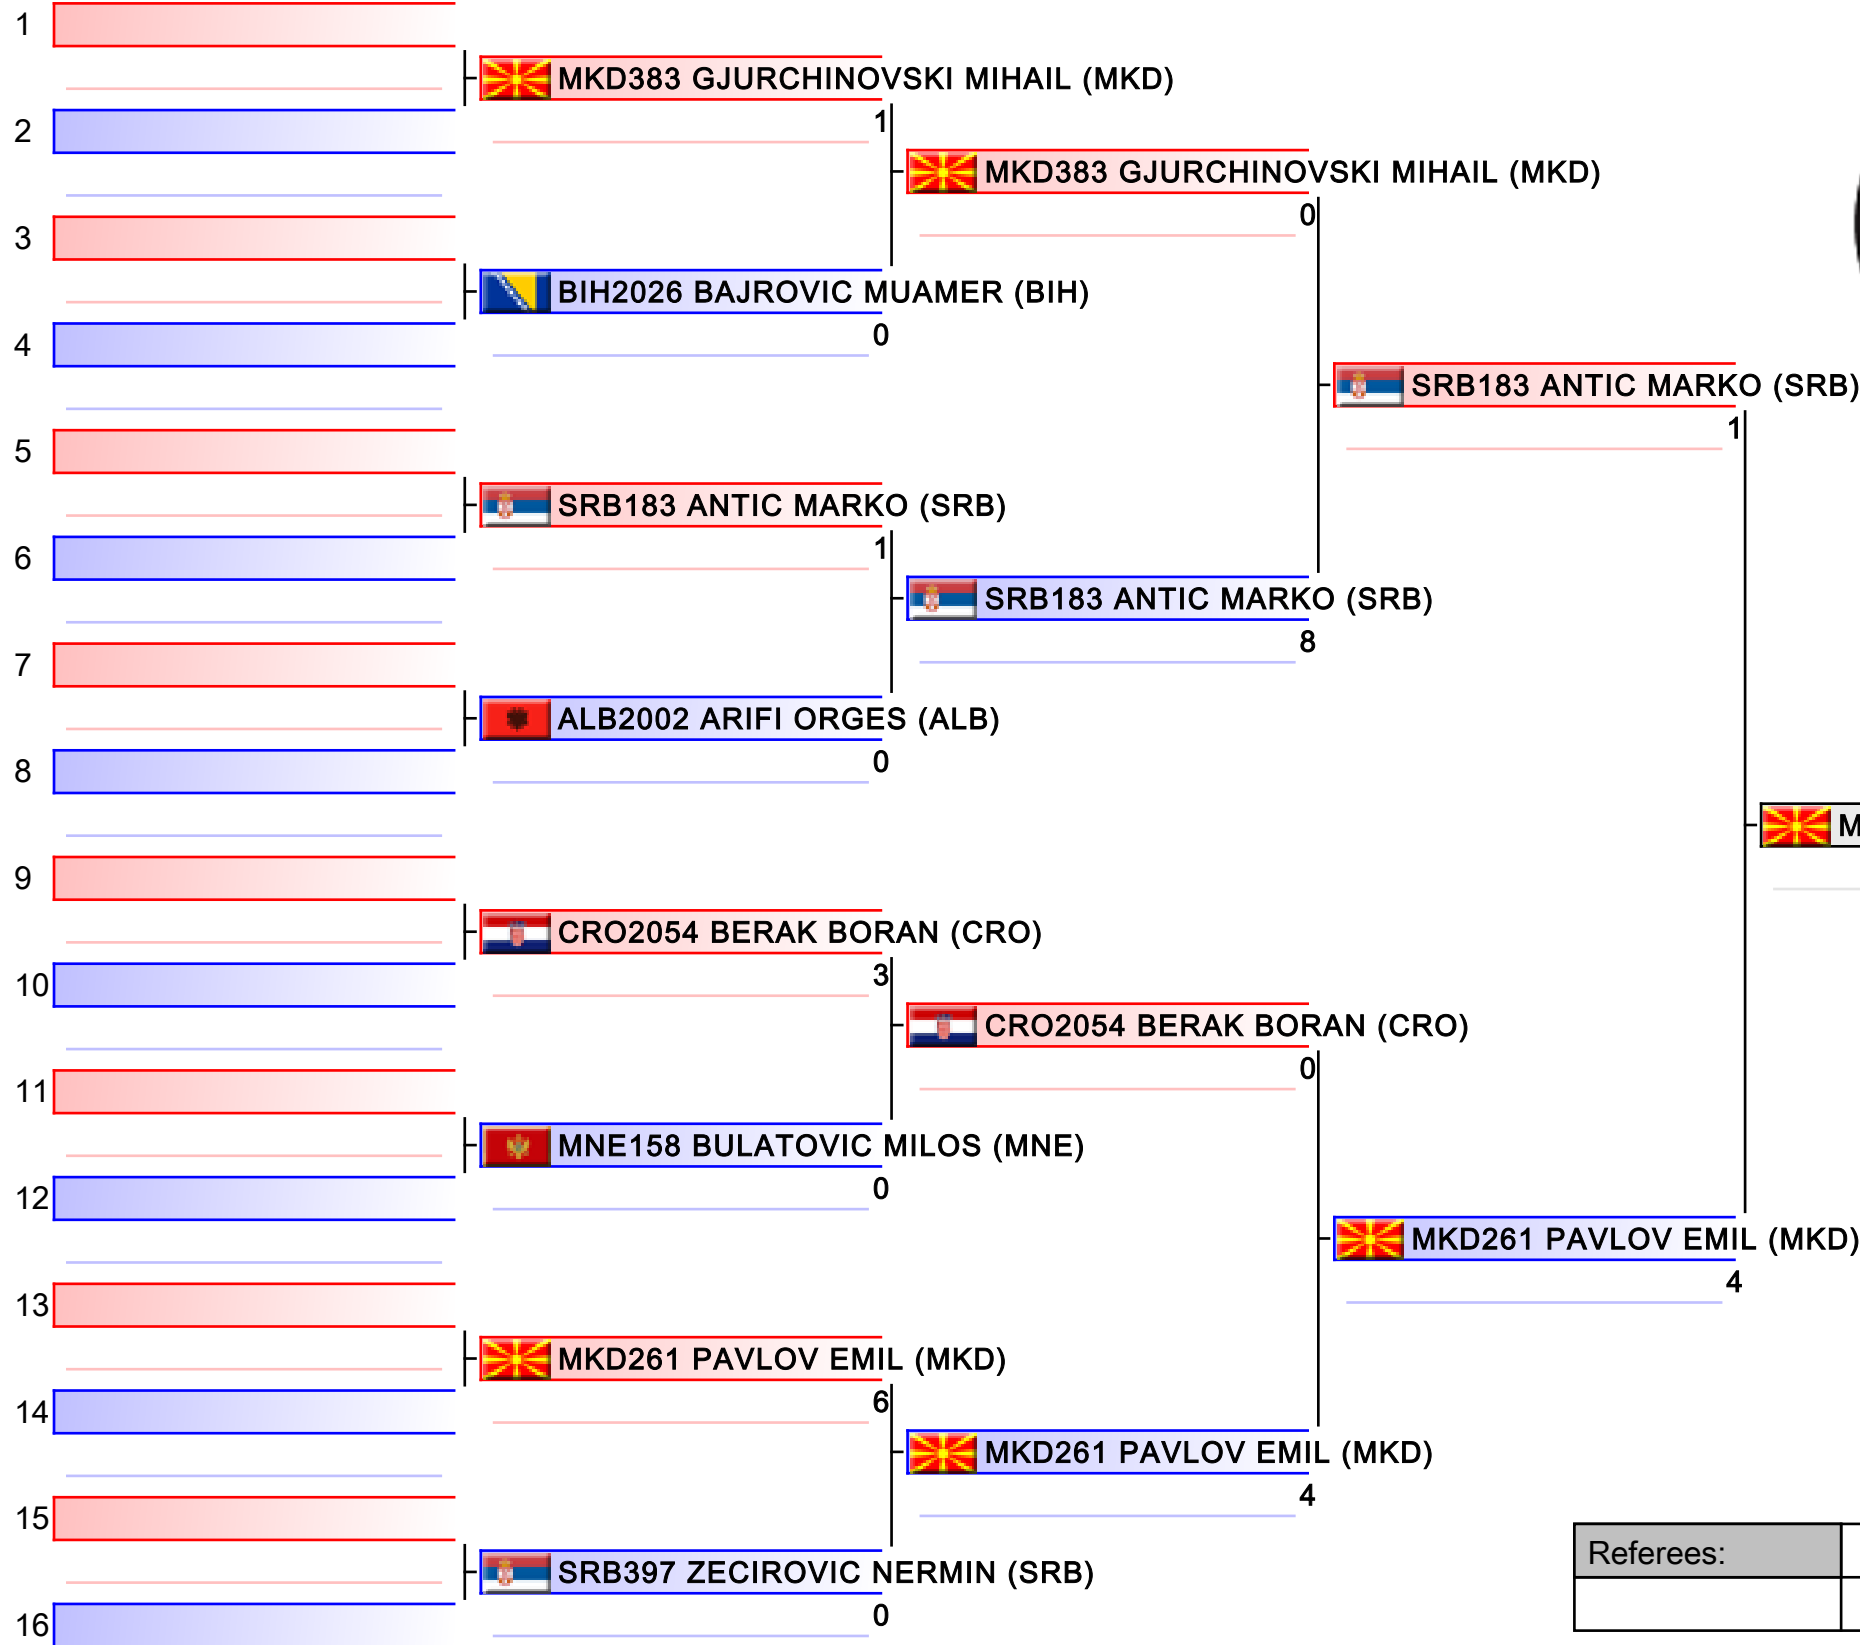 1
MKD383 GJURCHINOVSKI MIHAIL (MKD)
1
2
MKD383 GJURCHINOVSKI MIHAIL (MKD)
0
3
BIH2026 BAJROVIC MUAMER (BIH)
0
4
SRB183 ANTIC MARKO (SRB)
1
5
SRB183 ANTIC MARKO (SRB)
1
6
SRB183 ANTIC MARKO (SRB)
8
7
ALB2002 ARIFI ORGES (ALB)
0
8
M
9
CRO2054 BERAK BORAN (CRO)
3
10
CRO2054 BERAK BORAN (CRO)
0
11
MNE158 BULATOVIC MILOS (MNE)
0
12
MKD261 PAVLOV EMIL (MKD)
4
13
MKD261 PAVLOV EMIL (MKD)
6
14
MKD261 PAVLOV EMIL (MKD)
4
15
Referees:
SRB397 ZECIROVIC NERMIN (SRB)
0
16